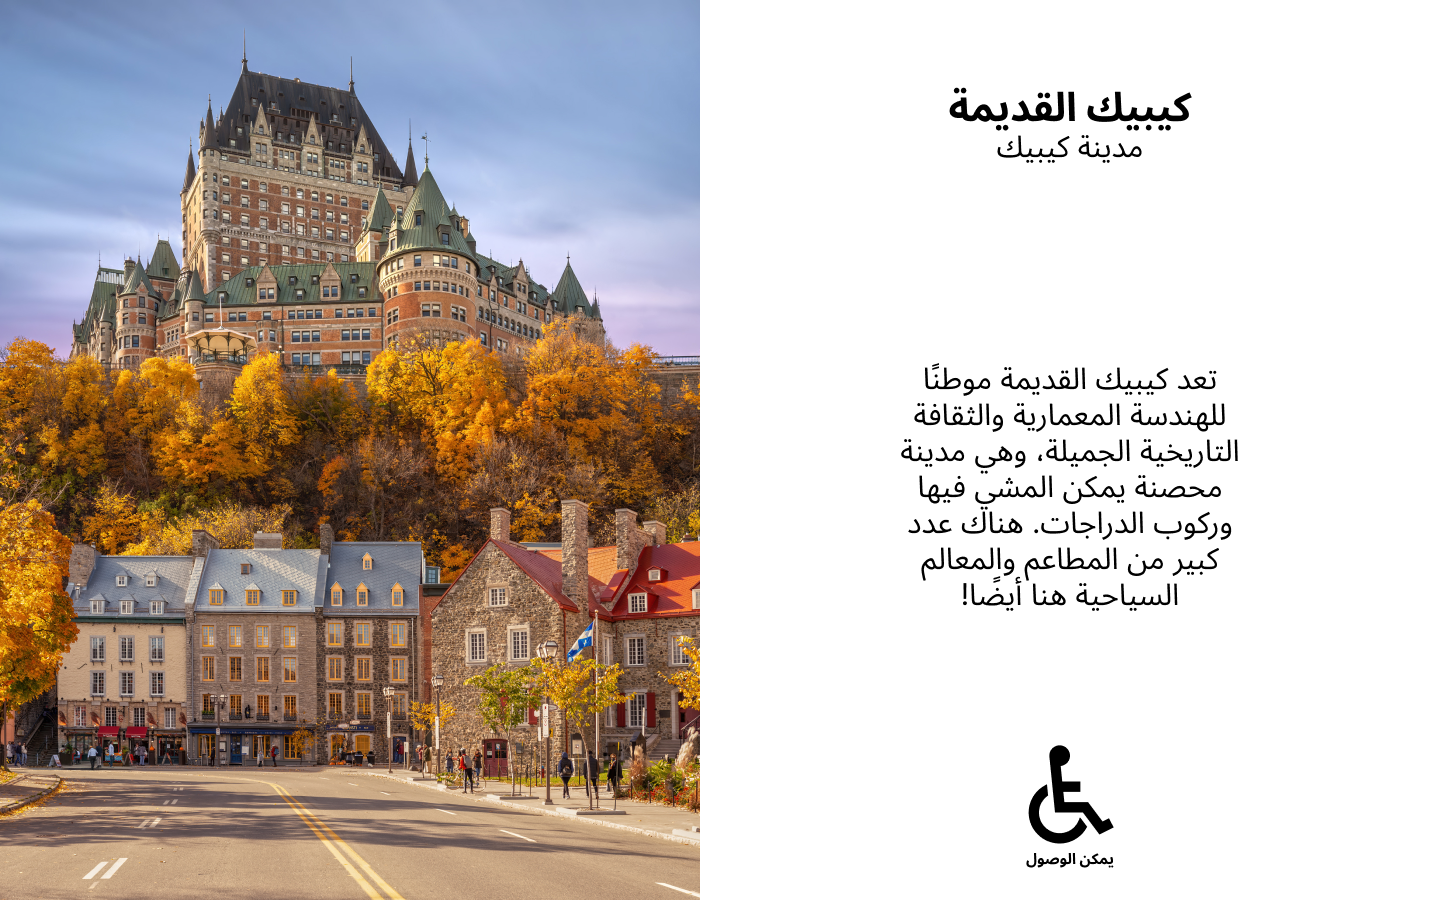 كيبيك القديمة
مدينة كيبيك
تعد كيبيك القديمة موطنًا
للهندسة المعمارية والثقافة
التاريخية الجميلة، وهي مدينة
محصنة يمكن المشي فيها
وركوب الدراجات. هناك عدد
كبير من المطاعم والمعالم
السياحية هنا أيضًا!
يمكن الوصول